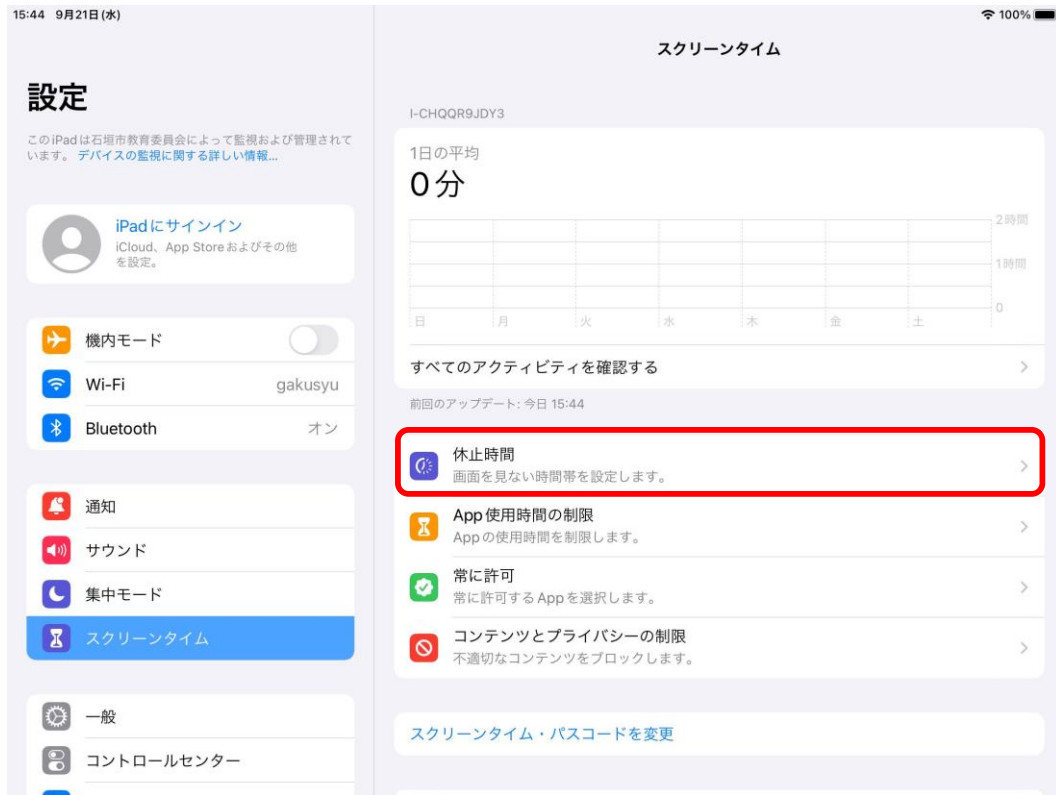 15:44 9月21日(水)
100%
設定
このiPadは石垣市教育委員会によって監視および管理されて
います。 デバイスの監視に関する詳しい情報...
iPadにサインイン
iCloud、App Storeおよびその他
を設定。
機内モード
Wi-Fi gakusyu
Bluetooth オン
通知
サウンド
集中モード
スクリーンタイム
一般
コントロールセンター
スクリーンタイム
I-CHQQR9JDY3
1日の平均
0分
2時間
1時間
0
日 月 火 水 木 金 土
すべてのアクティビティを確認する
前回のアップデート: 今日 15:44
休止時間
画面を見ない時間帯を設定します。
App使用時間の制限
Appの使用時間を制限します。
常に許可
常に許可するAppを選択します。
コンテンツとプライバシーの制限
不適切なコンテンツをブロックします。
スクリーンタイム・パスコードを変更